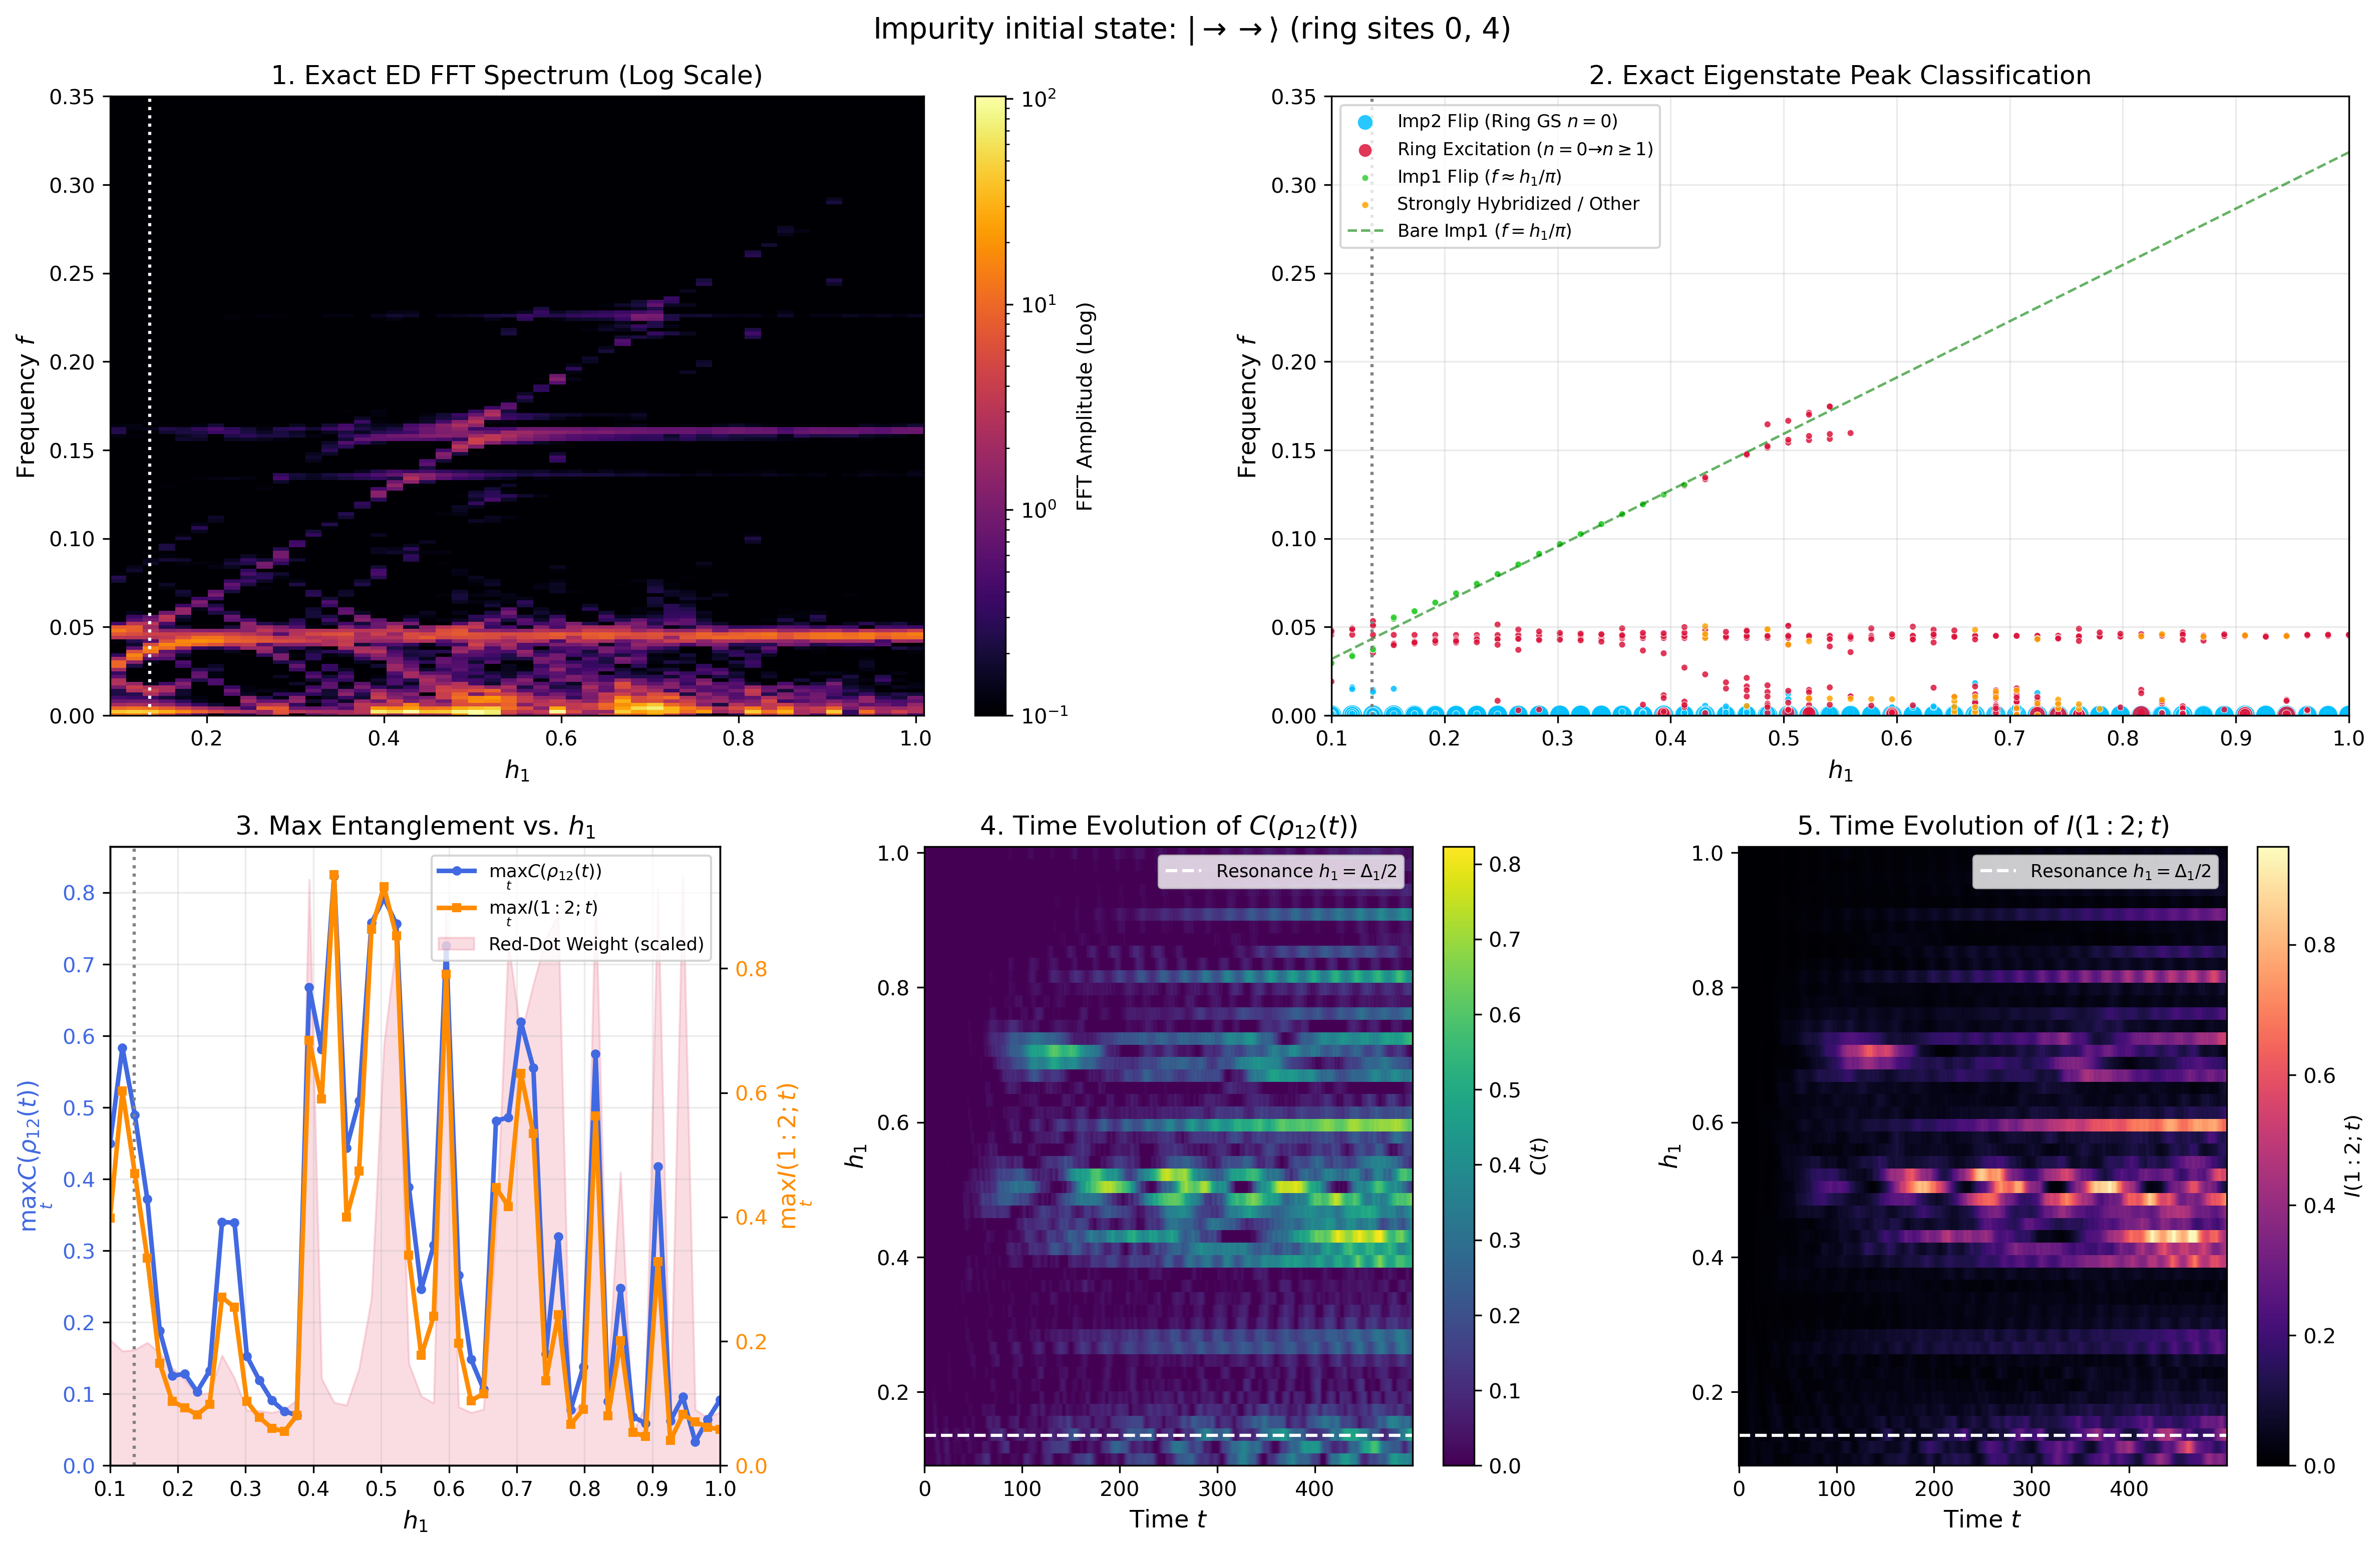 Impurity initial state: |→→⟩ (ring sites 0, 4)
1. Exact ED FFT Spectrum (Log Scale)
0.35
0.30
0.25
0.20
0.15
0.10
0.05
0.00
Frequency f
0.2
0.4
0.6
0.8
1.0
h₁
10²
10¹
10⁰
10⁻¹
FFT Amplitude (Log)
2. Exact Eigenstate Peak Classification
Imp2 Flip (Ring GS n = 0)
Ring Excitation (n = 0→n ≥ 1)
Imp1 Flip (f ≈ h₁/π)
Strongly Hybridized / Other
Bare Imp1 (f = h₁/π)
0.35
0.30
0.25
0.20
0.15
0.10
0.05
0.00
Frequency f
0.1
0.2
0.3
0.4
0.5
0.6
0.7
0.8
0.9
1.0
h₁
3. Max Entanglement vs. h₁
max C(ρ₁₂(t))
t
max I(1 : 2; t)
t
Red-Dot Weight (scaled)
0.8
0.7
0.6
0.5
0.4
0.3
0.2
0.1
0.0
max C(ρ₁₂(t))
t
0.8
0.6
0.4
0.2
0.0
max I(1 : 2; t)
t
0.1
0.2
0.3
0.4
0.5
0.6
0.7
0.8
0.9
1.0
h₁
4. Time Evolution of C(ρ₁₂(t))
Resonance h₁ = Δ₁/2
1.0
0.8
0.6
0.4
0.2
h₁
0
100
200
300
400
Time t
0.8
0.7
0.6
0.5
0.4
0.3
0.2
0.1
0.0
C(t)
5. Time Evolution of I(1 : 2; t)
Resonance h₁ = Δ₁/2
1.0
0.8
0.6
0.4
0.2
h₁
0
100
200
300
400
Time t
0.8
0.6
0.4
0.2
0.0
I(1 : 2; t)